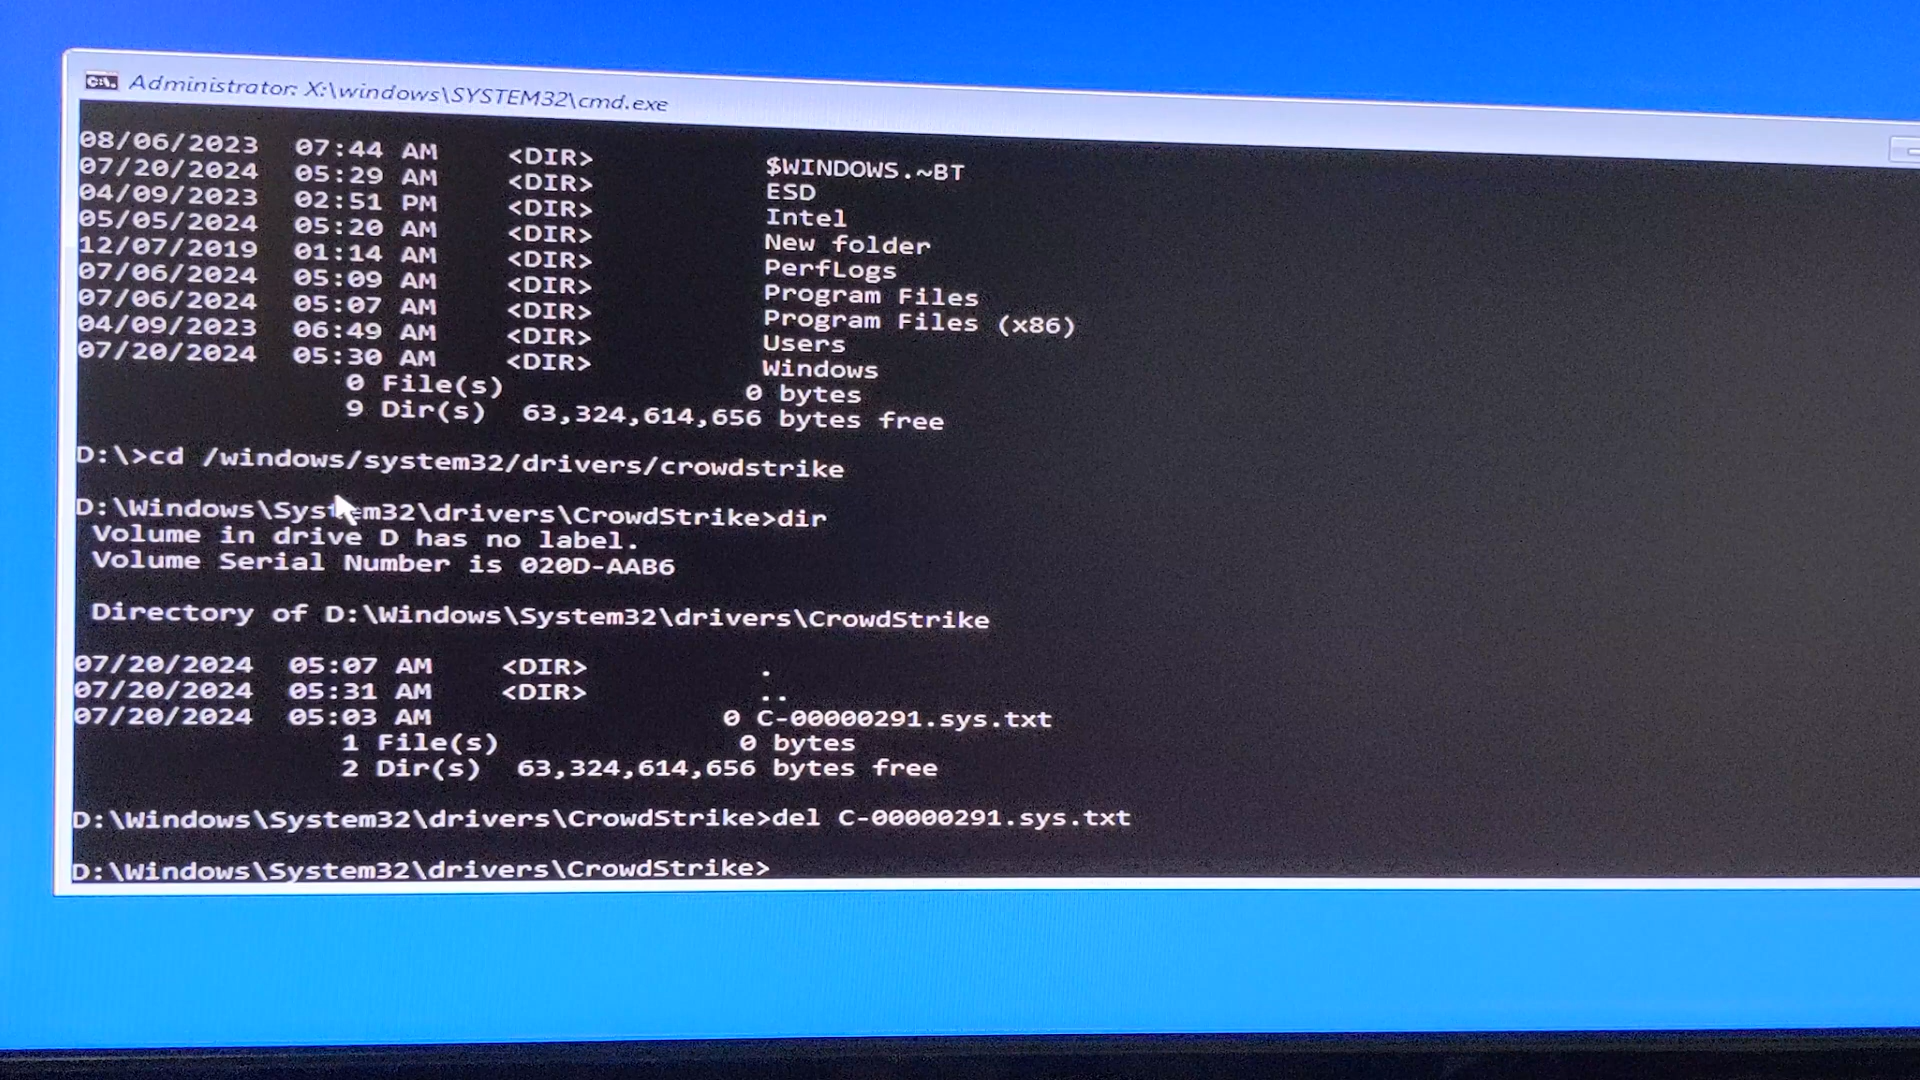 Administrator: X:\windows\SYSTEM32\cmd.exe
08/06/2023 07:44 AM <DIR> $WINDOWS.~BT
07/20/2024 05:29 AM <DIR> ESD
04/09/2023 02:51 PM <DIR> Intel
05/05/2024 05:20 AM <DIR> New folder
12/07/2019 01:14 AM <DIR> PerfLogs
07/06/2024 05:09 AM <DIR> Program Files
07/06/2024 05:07 AM <DIR> Program Files (x86)
04/09/2023 06:49 AM <DIR> Users
07/20/2024 05:30 AM <DIR> Windows
0 File(s) 0 bytes
9 Dir(s) 63,324,614,656 bytes free
D:\>cd /windows/system32/drivers/crowdstrike
D:\Windows\System32\drivers\CrowdStrike>dir
Volume in drive D has no label.
Volume Serial Number is 020D-AAB6
Directory of D:\Windows\System32\drivers\CrowdStrike
07/20/2024 05:07 AM <DIR> .
07/20/2024 05:31 AM <DIR> ..
07/20/2024 05:03 AM 0 C-00000291.sys.txt
1 File(s) 0 bytes
2 Dir(s) 63,324,614,656 bytes free
D:\Windows\System32\drivers\CrowdStrike>del C-00000291.sys.txt
D:\Windows\System32\drivers\CrowdStrike>